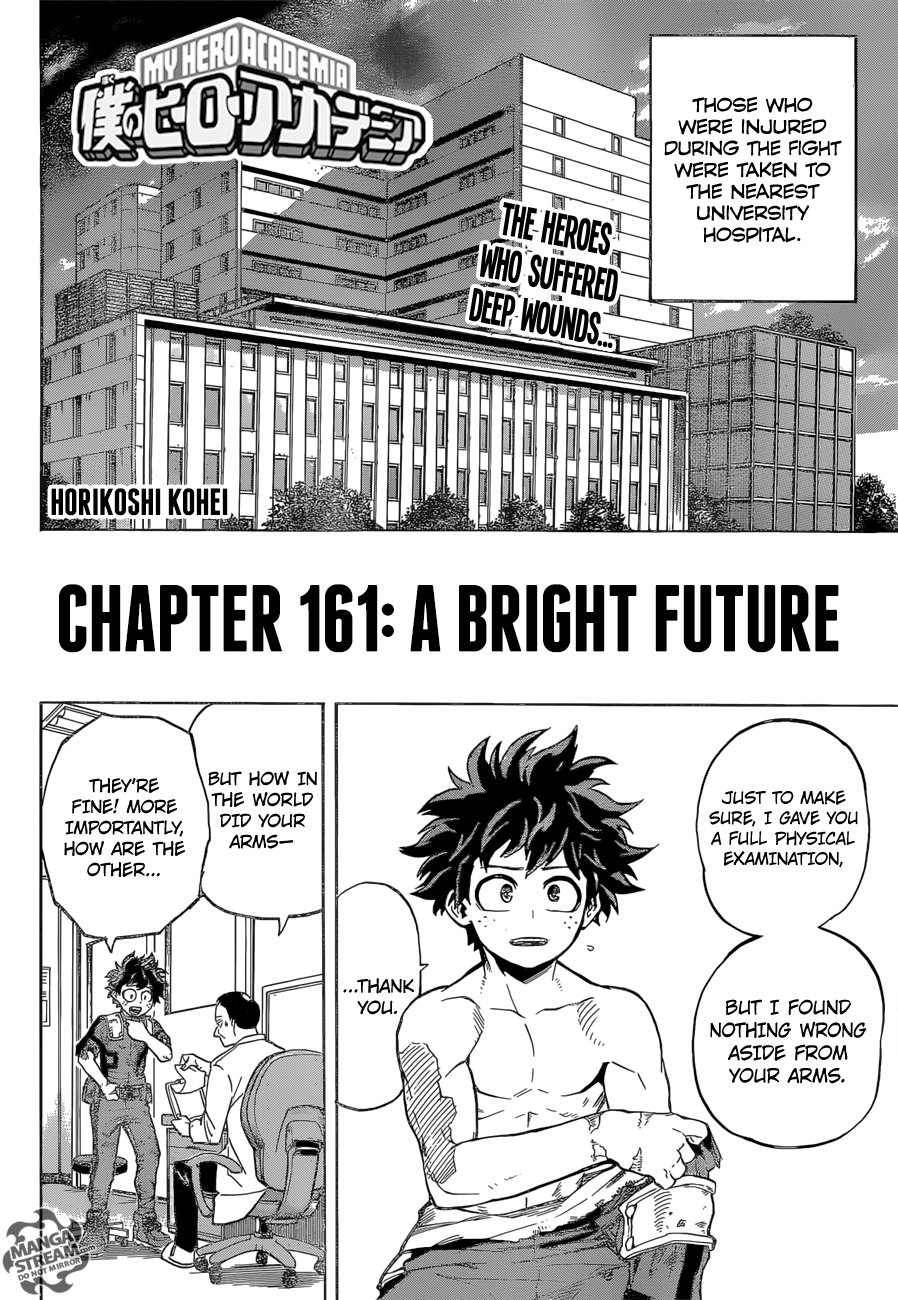 MY HERO ACADEMIA
僕のヒーローアカデミア
THOSE WHO
WERE INJURED
DURING THE FIGHT
WERE TAKEN TO
THE NEAREST
UNIVERSITY
HOSPITAL.
THE HEROES
WHO SUFFERED
DEEP WOUNDS...
HORIKOSHI KOHEI
CHAPTER 161: A BRIGHT FUTURE
JUST TO MAKE
SURE, I GAVE YOU
A FULL PHYSICAL
EXAMINATION,
BUT I FOUND
NOTHING WRONG
ASIDE FROM
YOUR ARMS.
...THANK
YOU.
BUT HOW IN
THE WORLD
DID YOUR
ARMS—
THEY'RE
FINE! MORE
IMPORTANTLY,
HOW ARE THE
OTHER...
MANGA
STREAM.com
DO NOT MIRROR!